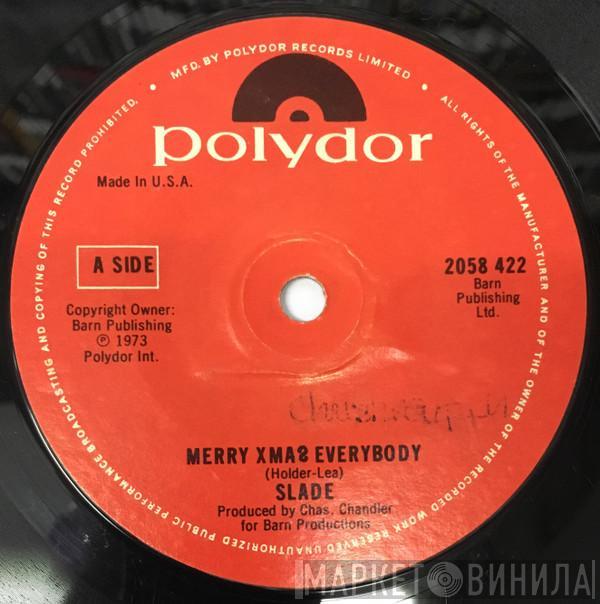 MFD. BY POLYDOR RECORDS LIMITED • ALL RIGHTS OF THE MANUFACTURER AND OF THE OWNER OF THE RECORDED WORK RESERVED UNAUTHORIZED PUBLIC PERFORMANCE BROADCASTING AND COPYING OF THIS RECORD PROHIBITED. •
polydor
Made In U.S.A.
A SIDE
2058 422
Barn
Publishing
Ltd.
Copyright Owner:
Barn Publishing
Ⓟ 1973
Polydor Int.
MERRY XMAS EVERYBODY
(Holder-Lea)
SLADE
Produced by Chas. Chandler
for Barn Productions
МАРКЕТ ВИНИЛА